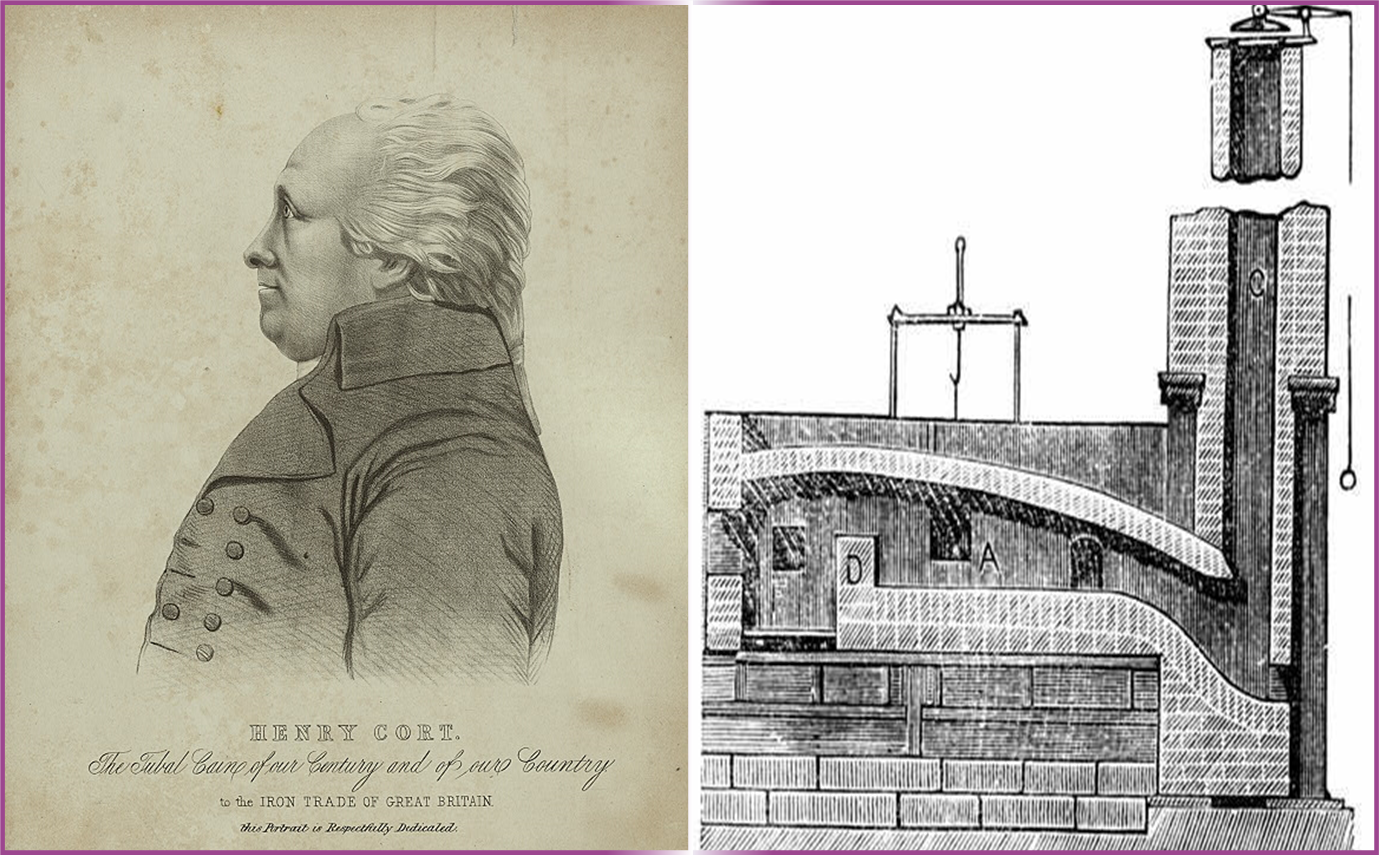 HENRY CORT.
The Tubal Cain of our Century and of our Country
to the IRON TRADE OF GREAT BRITAIN.
this Portrait is Respectfully Dedicated.
C
D
A